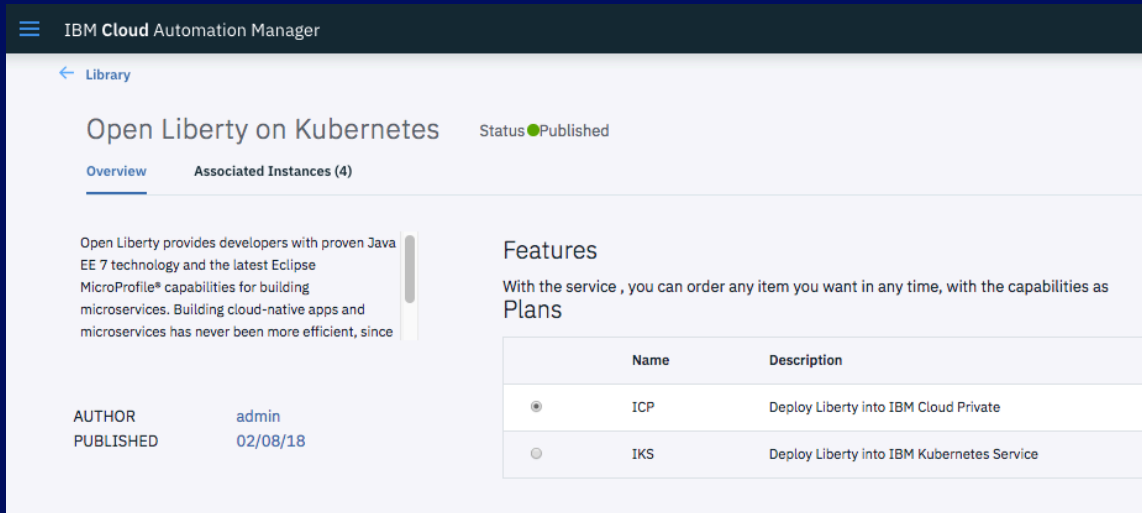 IBM Cloud Automation Manager
Library
Open Liberty on Kubernetes
Status Published
Overview
Associated Instances (4)
Open Liberty provides developers with proven Java
EE 7 technology and the latest Eclipse
MicroProfile® capabilities for building
microservices. Building cloud-native apps and
microservices has never been more efficient, since
AUTHOR admin
PUBLISHED 02/08/18
Features
With the service , you can order any item you want in any time, with the capabilities as
Plans
Name Description
ICP Deploy Liberty into IBM Cloud Private
IKS Deploy Liberty into IBM Kubernetes Service